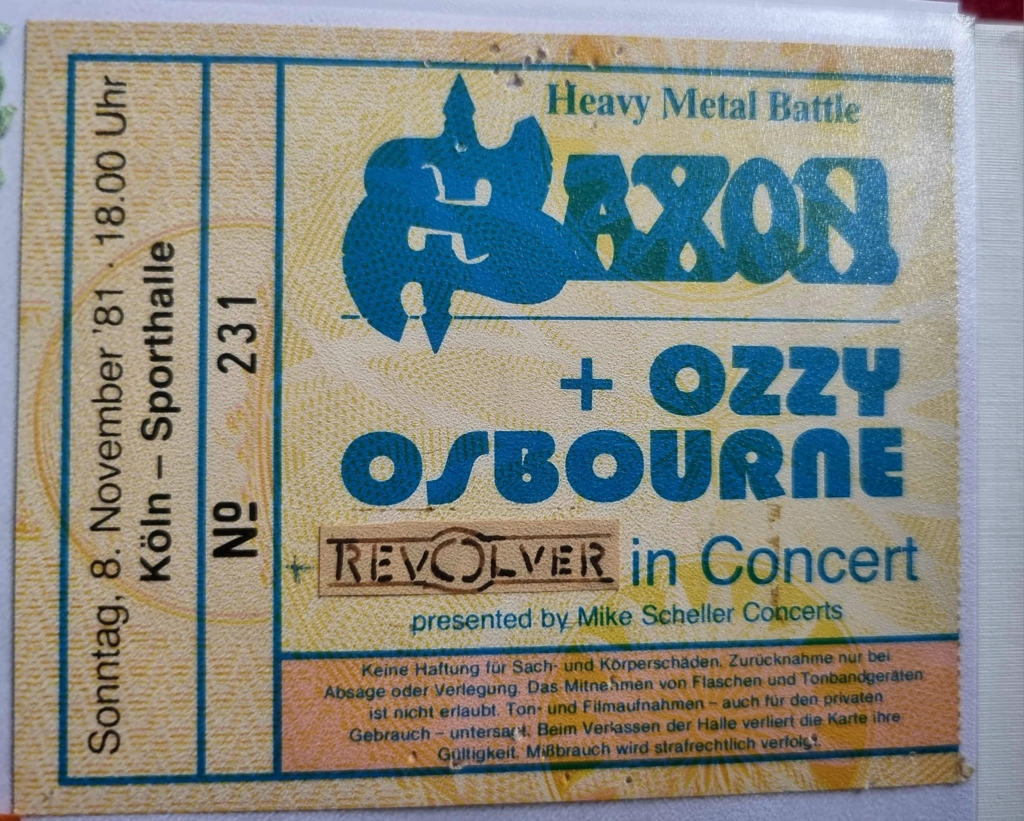 Sonntag, 8. November '81 · 18.00 Uhr
Köln – Sporthalle
Nº 231
Heavy Metal Battle
SAXON
+ OZZY
OSBOURNE
+ REVOLVER in Concert
presented by Mike Scheller Concerts
Keine Haftung für Sach- und Körperschäden. Zurücknahme nur bei
Absage oder Verlegung. Das Mitnehmen von Flaschen und Tonbandgeräten
ist nicht erlaubt. Ton- und Filmaufnahmen – auch für den privaten
Gebrauch – untersagt. Beim Verlassen der Halle verliert die Karte ihre
Gültigkeit. Mißbrauch wird strafrechtlich verfolgt.